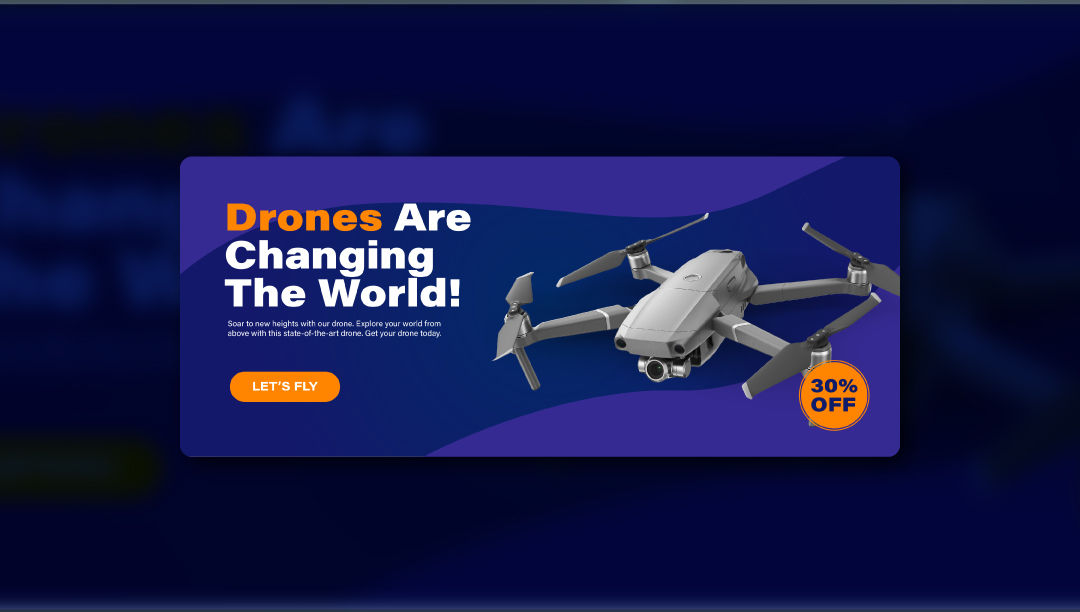 Drones Are
Changing
The World!
Soar to new heights with our drone. Explore your world from
above with this state-of-the-art drone. Get your drone today.
LET'S FLY
30%
OFF